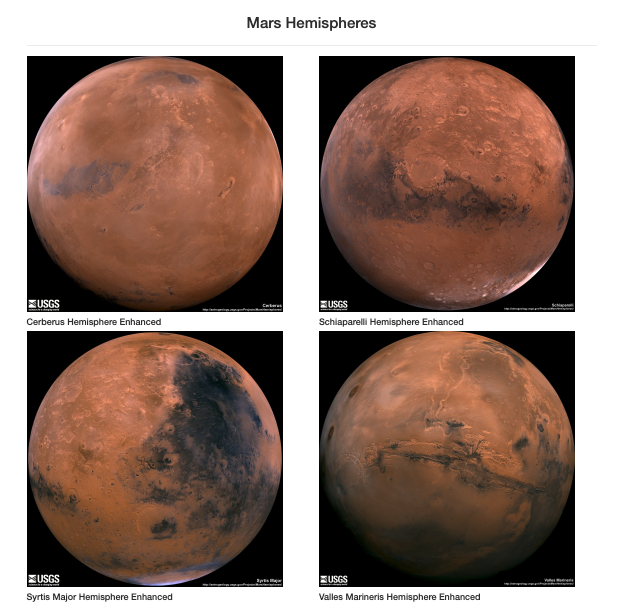 Mars Hemispheres
USGS
Cerberus
Cerberus Hemisphere Enhanced
USGS
Schiaparelli
Schiaparelli Hemisphere Enhanced
USGS
Syrtis Major
Syrtis Major Hemisphere Enhanced
USGS
Valles Marineris
Valles Marineris Hemisphere Enhanced